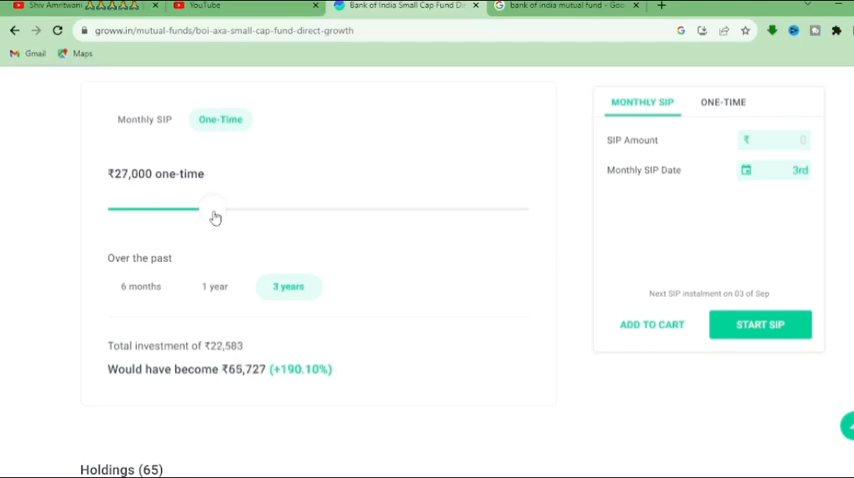 Shiv Amritwani
YouTube
Bank of India Small Cap Fund Di
bank of india mutual fund - Goo
groww.in/mutual-funds/boi-axa-small-cap-fund-direct-growth
Gmail Maps
Monthly SIP One-Time
₹27,000 one-time
Over the past
6 months 1 year 3 years
Total investment of ₹22,583
Would have become ₹65,727 (+190.10%)
Holdings (65)
MONTHLY SIP ONE-TIME
SIP Amount ₹ 0
Monthly SIP Date 3rd
Next SIP instalment on 03 of Sep
ADD TO CART START SIP